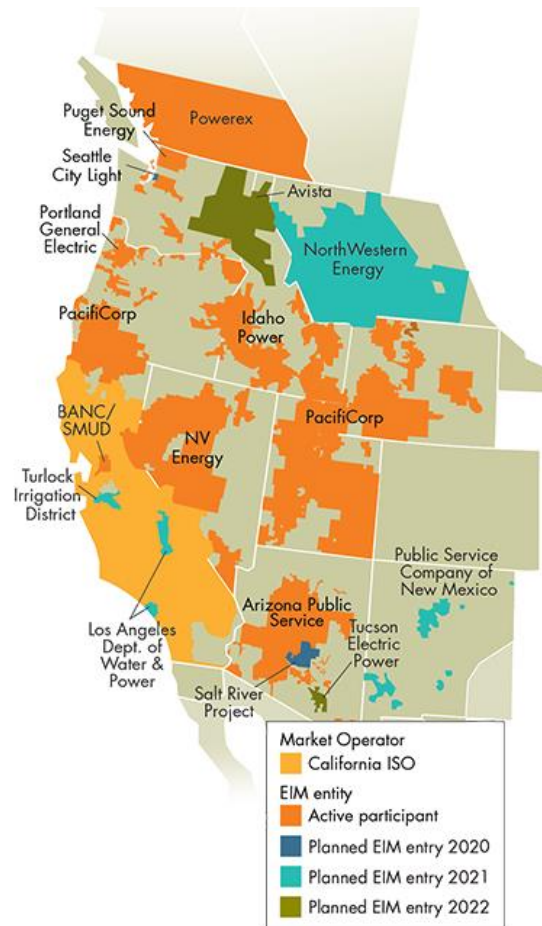 Puget Sound
Energy
Powerex
Seattle
City Light
Avista
Portland
General
Electric
NorthWestern
Energy
PacifiCorp
Idaho
Power
BANC/
SMUD
NV
Energy
PacifiCorp
Turlock
Irrigation
District
Public Service
Company of
New Mexico
Los Angeles
Dept. of
Water &
Power
Arizona Public
Service
Tucson
Electric
Power
Salt River
Project
Market Operator
California ISO
EIM entity
Active participant
Planned EIM entry 2020
Planned EIM entry 2021
Planned EIM entry 2022